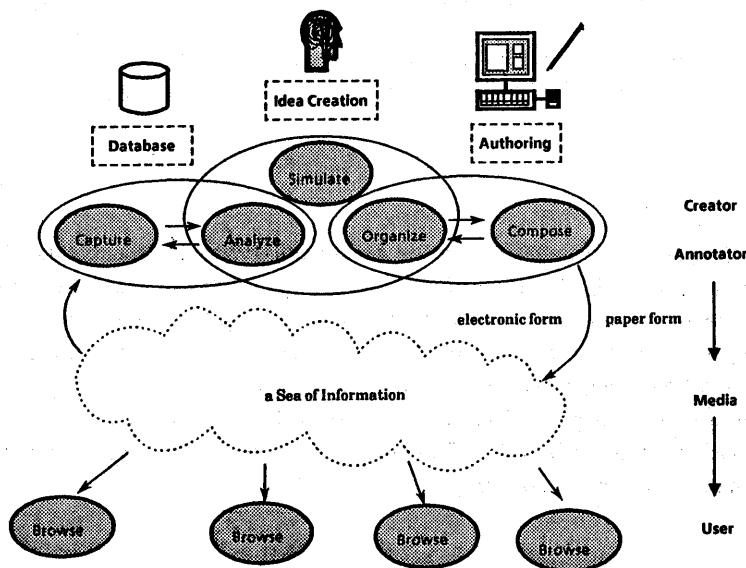 Idea Creation
Database
Authoring
Simulate
Capture
Analyze
Organize
Compose
Creator
Annotator
electronic form
paper form
a Sea of Information
Media
Browse
Browse
Browse
Browse
User